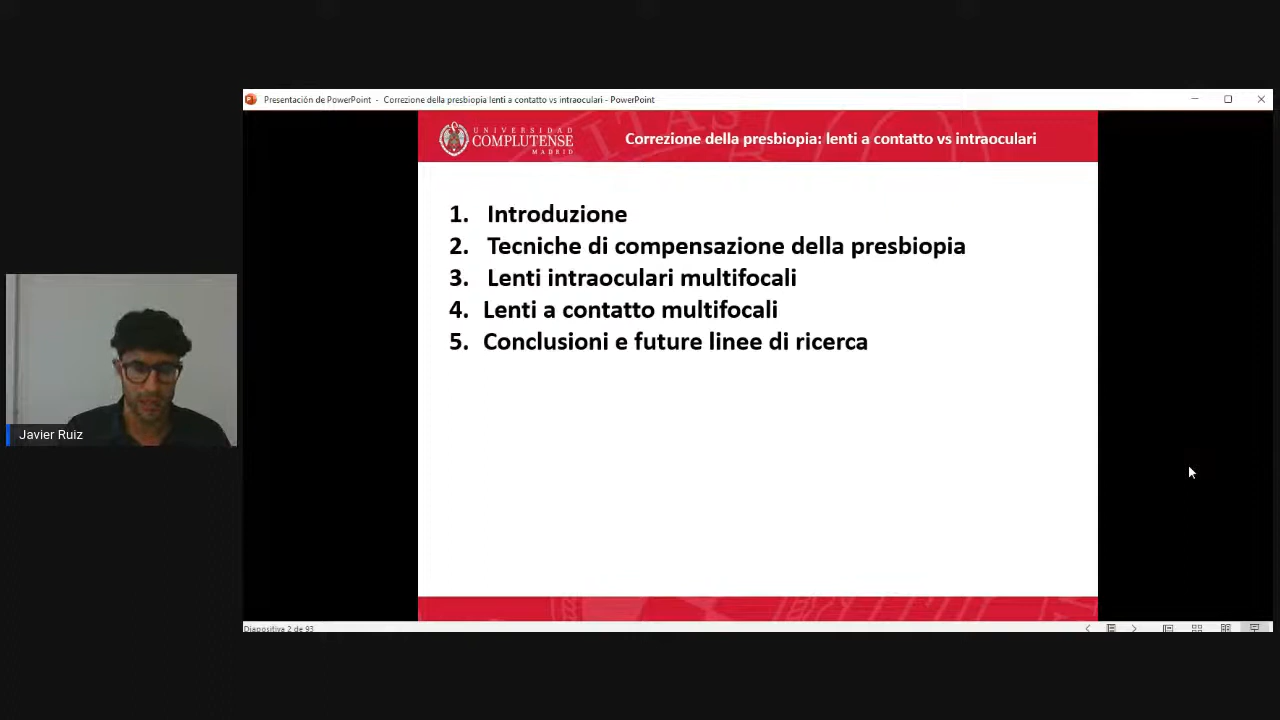 Presentación de PowerPoint - Correzione della presbiopia lenti a contatto vs intraoculari - PowerPoint
UNIVERSIDAD
COMPLUTENSE
MADRID
Correzione della presbiopia: lenti a contatto vs intraoculari
1. Introduzione
2. Tecniche di compensazione della presbiopia
3. Lenti intraoculari multifocali
4. Lenti a contatto multifocali
5. Conclusioni e future linee di ricerca
Javier Ruiz
Diapositiva 2 de 93